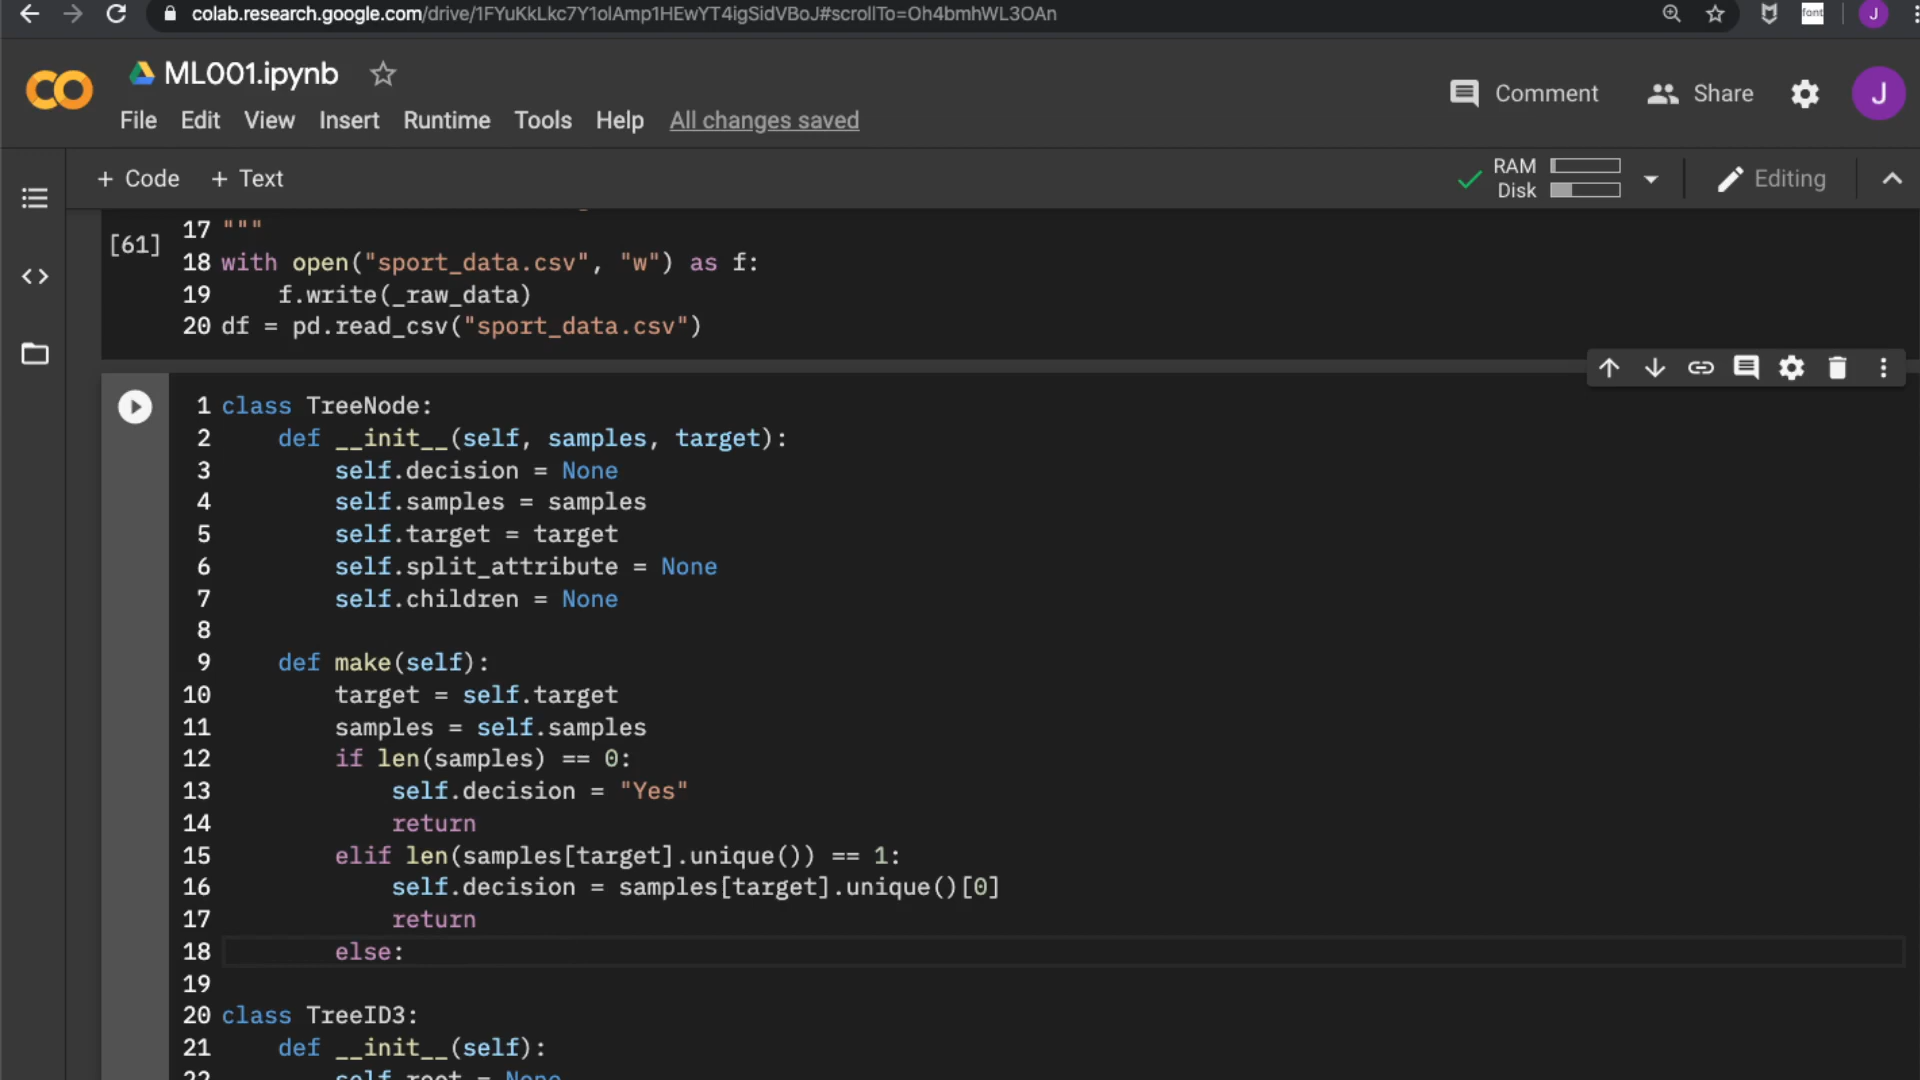 colab.research.google.com/drive/1FYuKkLkc7Y1olAmp1HEwYT4igSidVBoJ#scrollTo=Oh4bmhWL3OAn
font
J
ML001.ipynb
Comment
Share
J
File Edit View Insert Runtime Tools Help All changes saved
+ Code + Text
RAM
Disk
Editing
[61]
17 """
18 with open("sport_data.csv", "w") as f:
19     f.write(_raw_data)
20 df = pd.read_csv("sport_data.csv")
1 class TreeNode:
2     def __init__(self, samples, target):
3         self.decision = None
4         self.samples = samples
5         self.target = target
6         self.split_attribute = None
7         self.children = None
8
9     def make(self):
10         target = self.target
11         samples = self.samples
12         if len(samples) == 0:
13             self.decision = "Yes"
14             return
15         elif len(samples[target].unique()) == 1:
16             self.decision = samples[target].unique()[0]
17             return
18         else:
19
20 class TreeID3:
21     def __init__(self):
22         self.root = None